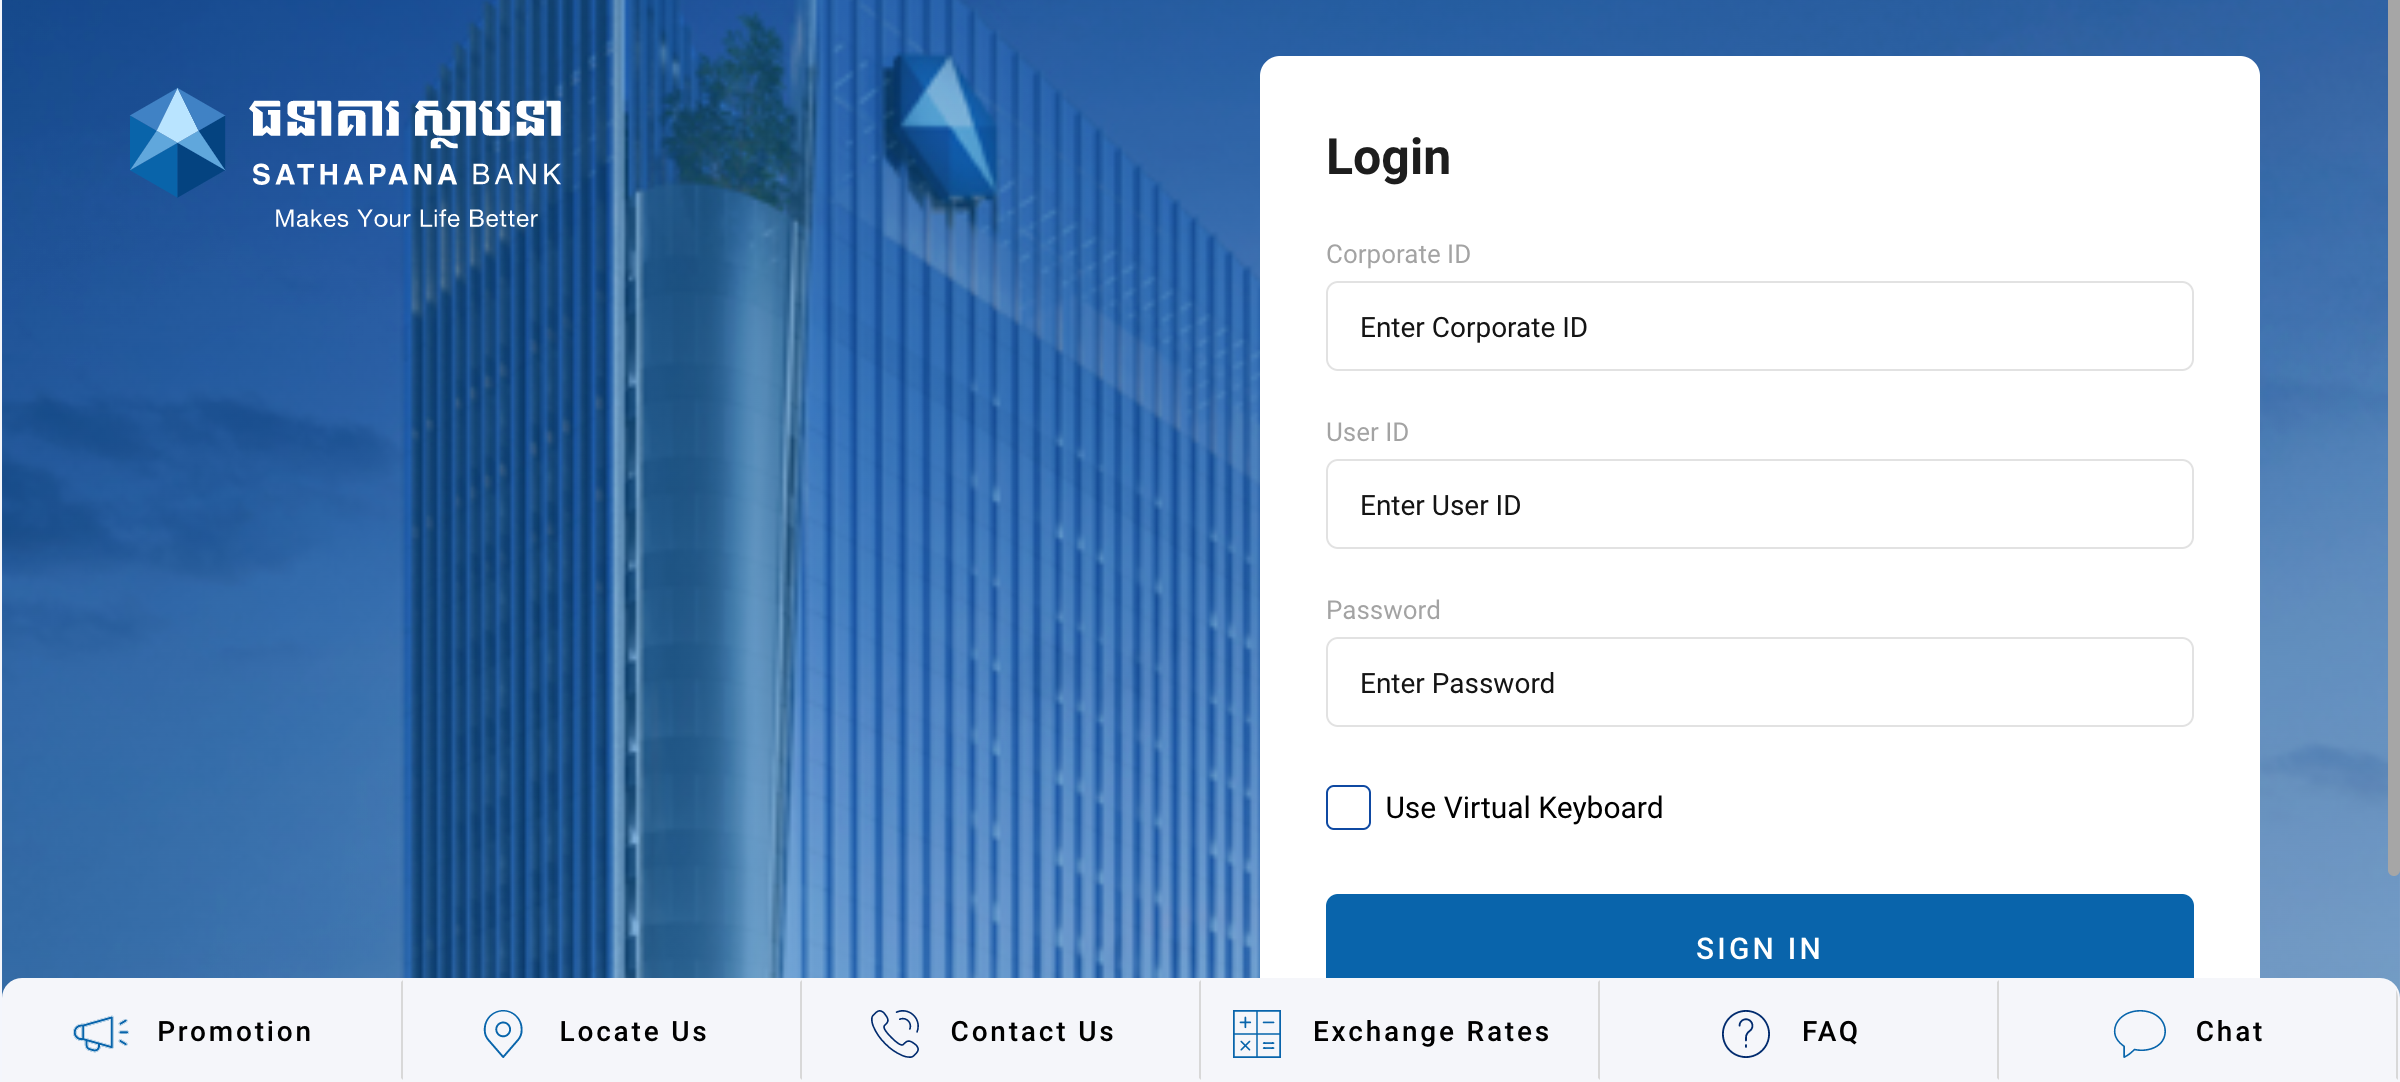 ធនាគារ ស្ថាបនា
SATHAPANA BANK
Makes Your Life Better
Login
Corporate ID
Enter Corporate ID
User ID
Enter User ID
Password
Enter Password
Use Virtual Keyboard
SIGN IN
Promotion
Locate Us
Contact Us
Exchange Rates
FAQ
Chat